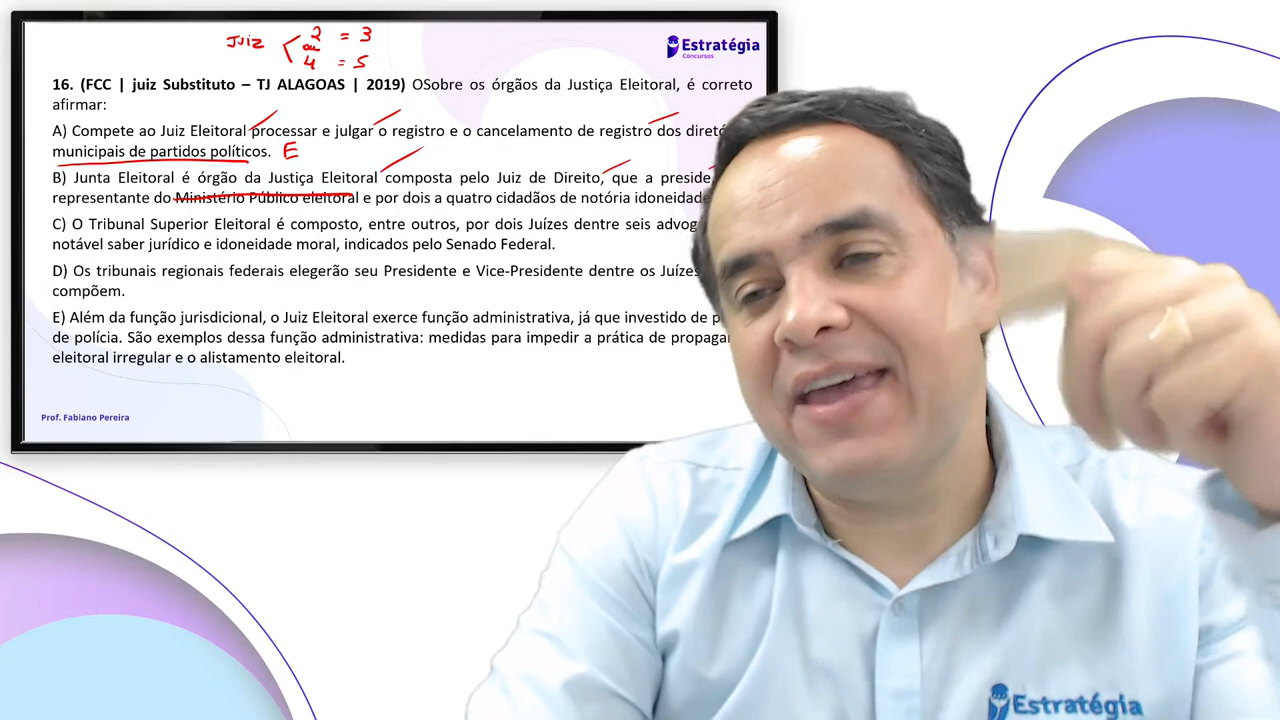 Juiz 2 = 3
ou
4 = 5
Estratégia
Concursos
16. (FCC | juiz Substituto – TJ ALAGOAS | 2019) OSobre os órgãos da Justiça Eleitoral, é correto
afirmar:
A) Compete ao Juiz Eleitoral processar e julgar o registro e o cancelamento de registro dos
municipais de partidos políticos. E
B) Junta Eleitoral é órgão da Justiça Eleitoral composta pelo Juiz de Direito, que a
representante do Ministério Público eleitoral e por dois a quatro cidadãos de notória
C) O Tribunal Superior Eleitoral é composto, entre outros, por dois Juízes dentre seis
notável saber jurídico e idoneidade moral, indicados pelo Senado Federal.
D) Os tribunais regionais federais elegerão seu Presidente e Vice-Presidente dentre os Juízes
compõem.
E) Além da função jurisdicional, o Juiz Eleitoral exerce função administrativa, já que investido de
de polícia. São exemplos dessa função administrativa: medidas para impedir a prática de
eleitoral irregular e o alistamento eleitoral.
Prof. Fabiano Pereira
Estratégia